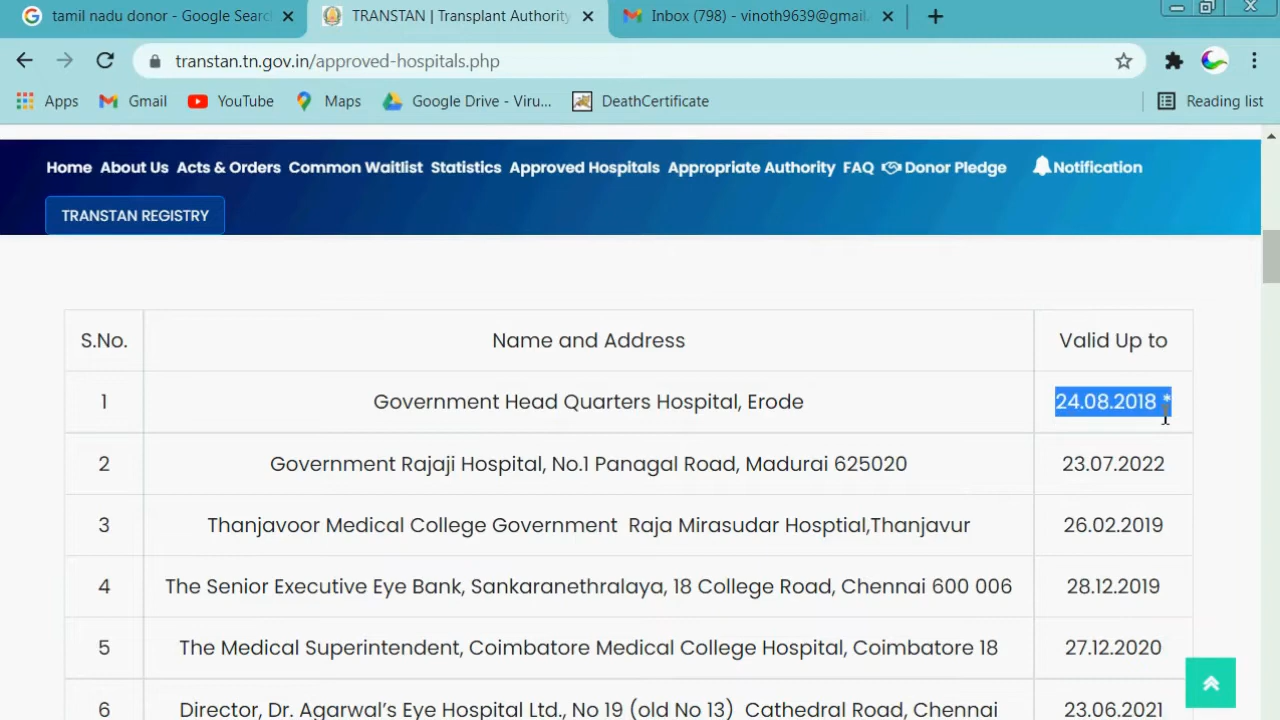 tamil nadu donor - Google Searc
TRANSTAN | Transplant Authority
Inbox (798) - vinoth9639@gmail.
transtan.tn.gov.in/approved-hospitals.php
Apps Gmail YouTube Maps Google Drive - Viru... DeathCertificate Reading list
Home About Us Acts & Orders Common Waitlist Statistics Approved Hospitals Appropriate Authority FAQ Donor Pledge Notification
TRANSTAN REGISTRY
S.No. Name and Address Valid Up to
1 Government Head Quarters Hospital, Erode 24.08.2018 *
2 Government Rajaji Hospital, No.1 Panagal Road, Madurai 625020 23.07.2022
3 Thanjavoor Medical College Government Raja Mirasudar Hosptial,Thanjavur 26.02.2019
4 The Senior Executive Eye Bank, Sankaranethralaya, 18 College Road, Chennai 600 006 28.12.2019
5 The Medical Superintendent, Coimbatore Medical College Hospital, Coimbatore 18 27.12.2020
6 Director, Dr. Agarwal's Eye Hospital Ltd., No 19 (old No 13) Cathedral Road, Chennai 23.06.2021